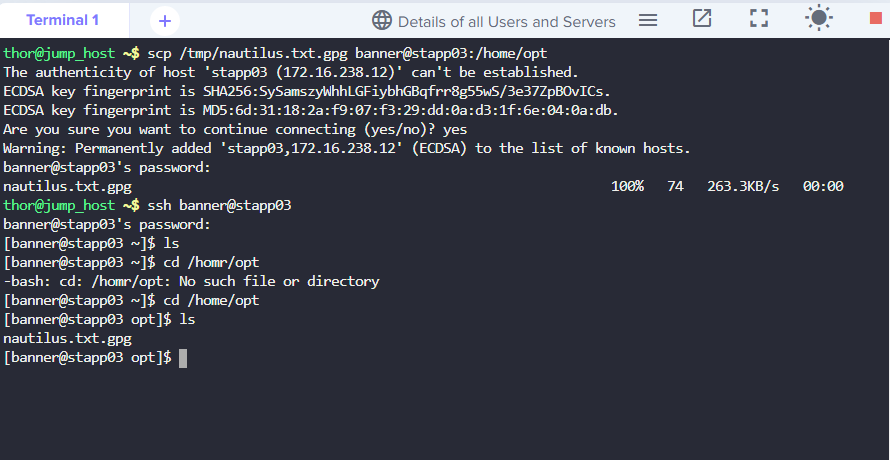 Terminal 1
+
Details of all Users and Servers
thor@jump_host ~$ scp /tmp/nautilus.txt.gpg banner@stapp03:/home/opt
The authenticity of host 'stapp03 (172.16.238.12)' can't be established.
ECDSA key fingerprint is SHA256:SySamszyWhhLGFiybhGBqfrr8g55wS/3e37ZpBOvICs.
ECDSA key fingerprint is MD5:6d:31:18:2a:f9:07:f3:29:dd:0a:d3:1f:6e:04:0a:db.
Are you sure you want to continue connecting (yes/no)? yes
Warning: Permanently added 'stapp03,172.16.238.12' (ECDSA) to the list of known hosts.
banner@stapp03's password:
nautilus.txt.gpg 100% 74 263.3KB/s 00:00
thor@jump_host ~$ ssh banner@stapp03
banner@stapp03's password:
[banner@stapp03 ~]$ ls
[banner@stapp03 ~]$ cd /homr/opt
-bash: cd: /homr/opt: No such file or directory
[banner@stapp03 ~]$ cd /home/opt
[banner@stapp03 opt]$ ls
nautilus.txt.gpg
[banner@stapp03 opt]$